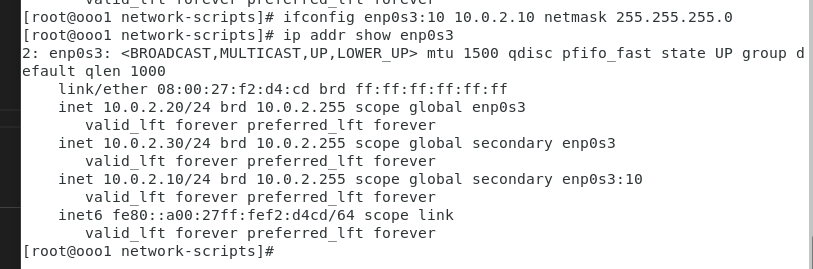 [root@ooo1 network-scripts]# ifconfig enp0s3:10 10.0.2.10 netmask 255.255.255.0
[root@ooo1 network-scripts]# ip addr show enp0s3
2: enp0s3: <BROADCAST,MULTICAST,UP,LOWER_UP> mtu 1500 qdisc pfifo_fast state UP group d
efault qlen 1000
    link/ether 08:00:27:f2:d4:cd brd ff:ff:ff:ff:ff:ff
    inet 10.0.2.20/24 brd 10.0.2.255 scope global enp0s3
       valid_lft forever preferred_lft forever
    inet 10.0.2.30/24 brd 10.0.2.255 scope global secondary enp0s3
       valid_lft forever preferred_lft forever
    inet 10.0.2.10/24 brd 10.0.2.255 scope global secondary enp0s3:10
       valid_lft forever preferred_lft forever
    inet6 fe80::a00:27ff:fef2:d4cd/64 scope link
       valid_lft forever preferred_lft forever
[root@ooo1 network-scripts]#